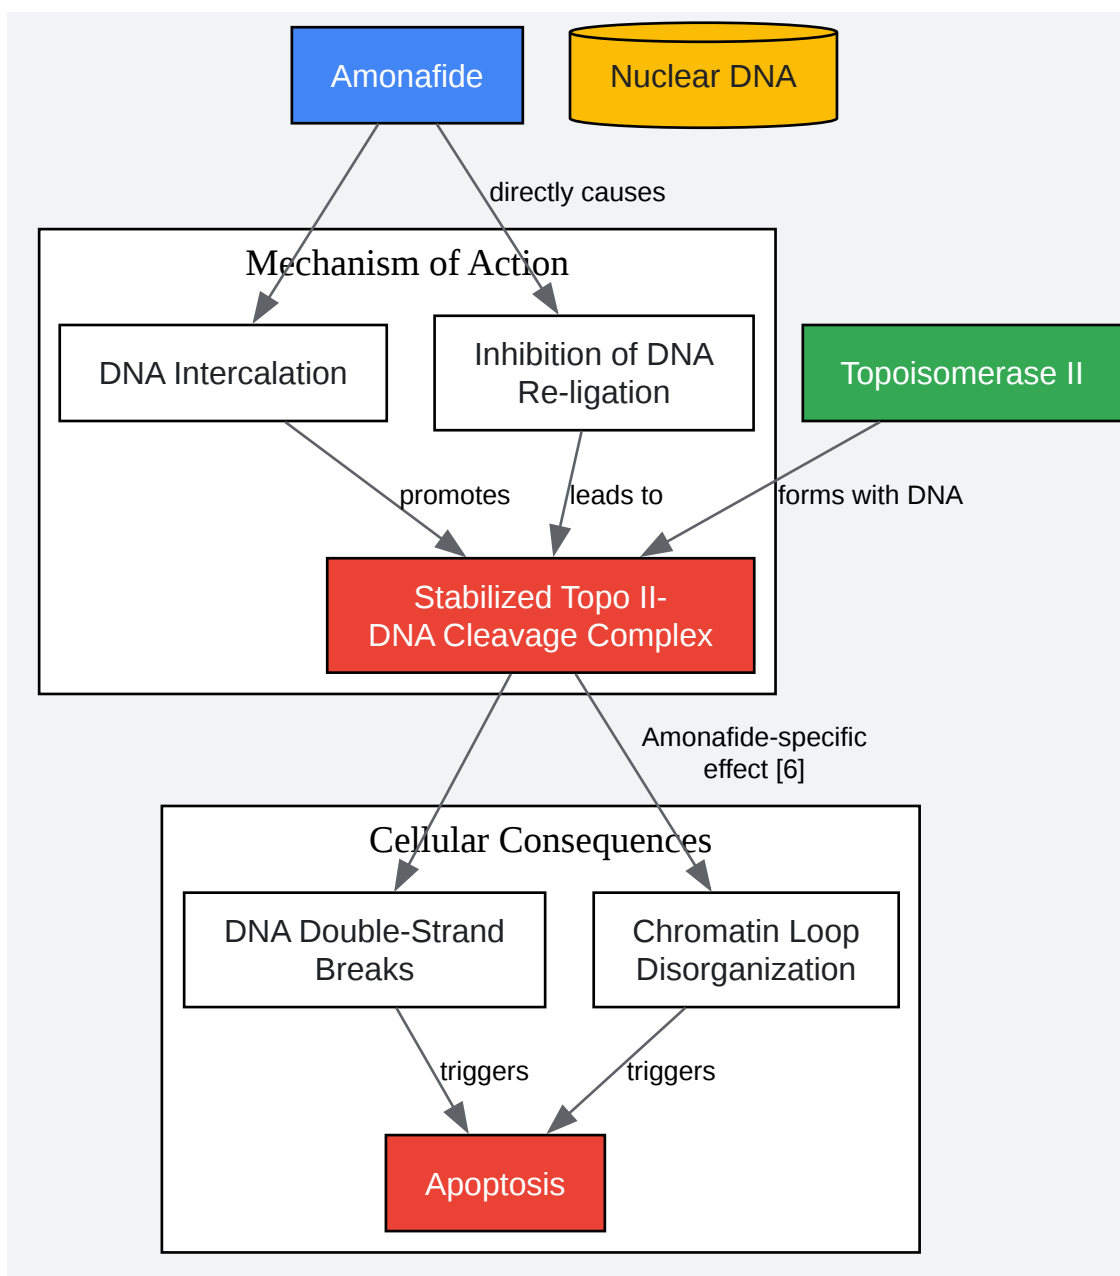 Amonafide
Nuclear DNA
directly causes
Mechanism of Action
DNA Intercalation
Inhibition of DNA
Re-ligation
Topoisomerase II
promotes
leads to
forms with DNA
Stabilized Topo II-
DNA Cleavage Complex
Amonafide-specific
effect [6]
Cellular Consequences
DNA Double-Strand
Breaks
Chromatin Loop
Disorganization
triggers
triggers
Apoptosis